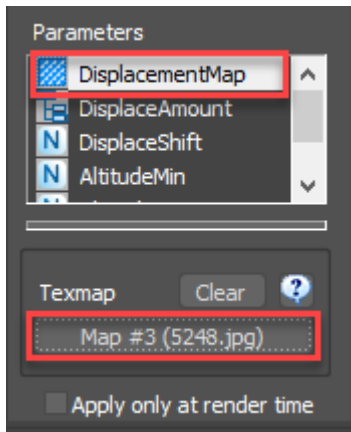 Parameters
DisplacementMap
DisplaceAmount
N DisplaceShift
N AltitudeMin
Texmap Clear ?
Map #3 (5248.jpg)
Apply only at render time